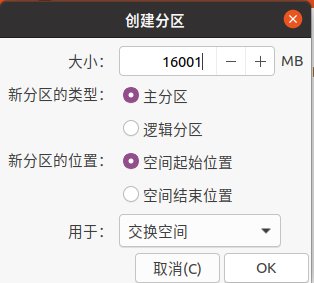 创建分区
大小： 16001 MB
新分区的类型： 主分区
逻辑分区
新分区的位置： 空间起始位置
空间结束位置
用于： 交换空间
取消(C) OK